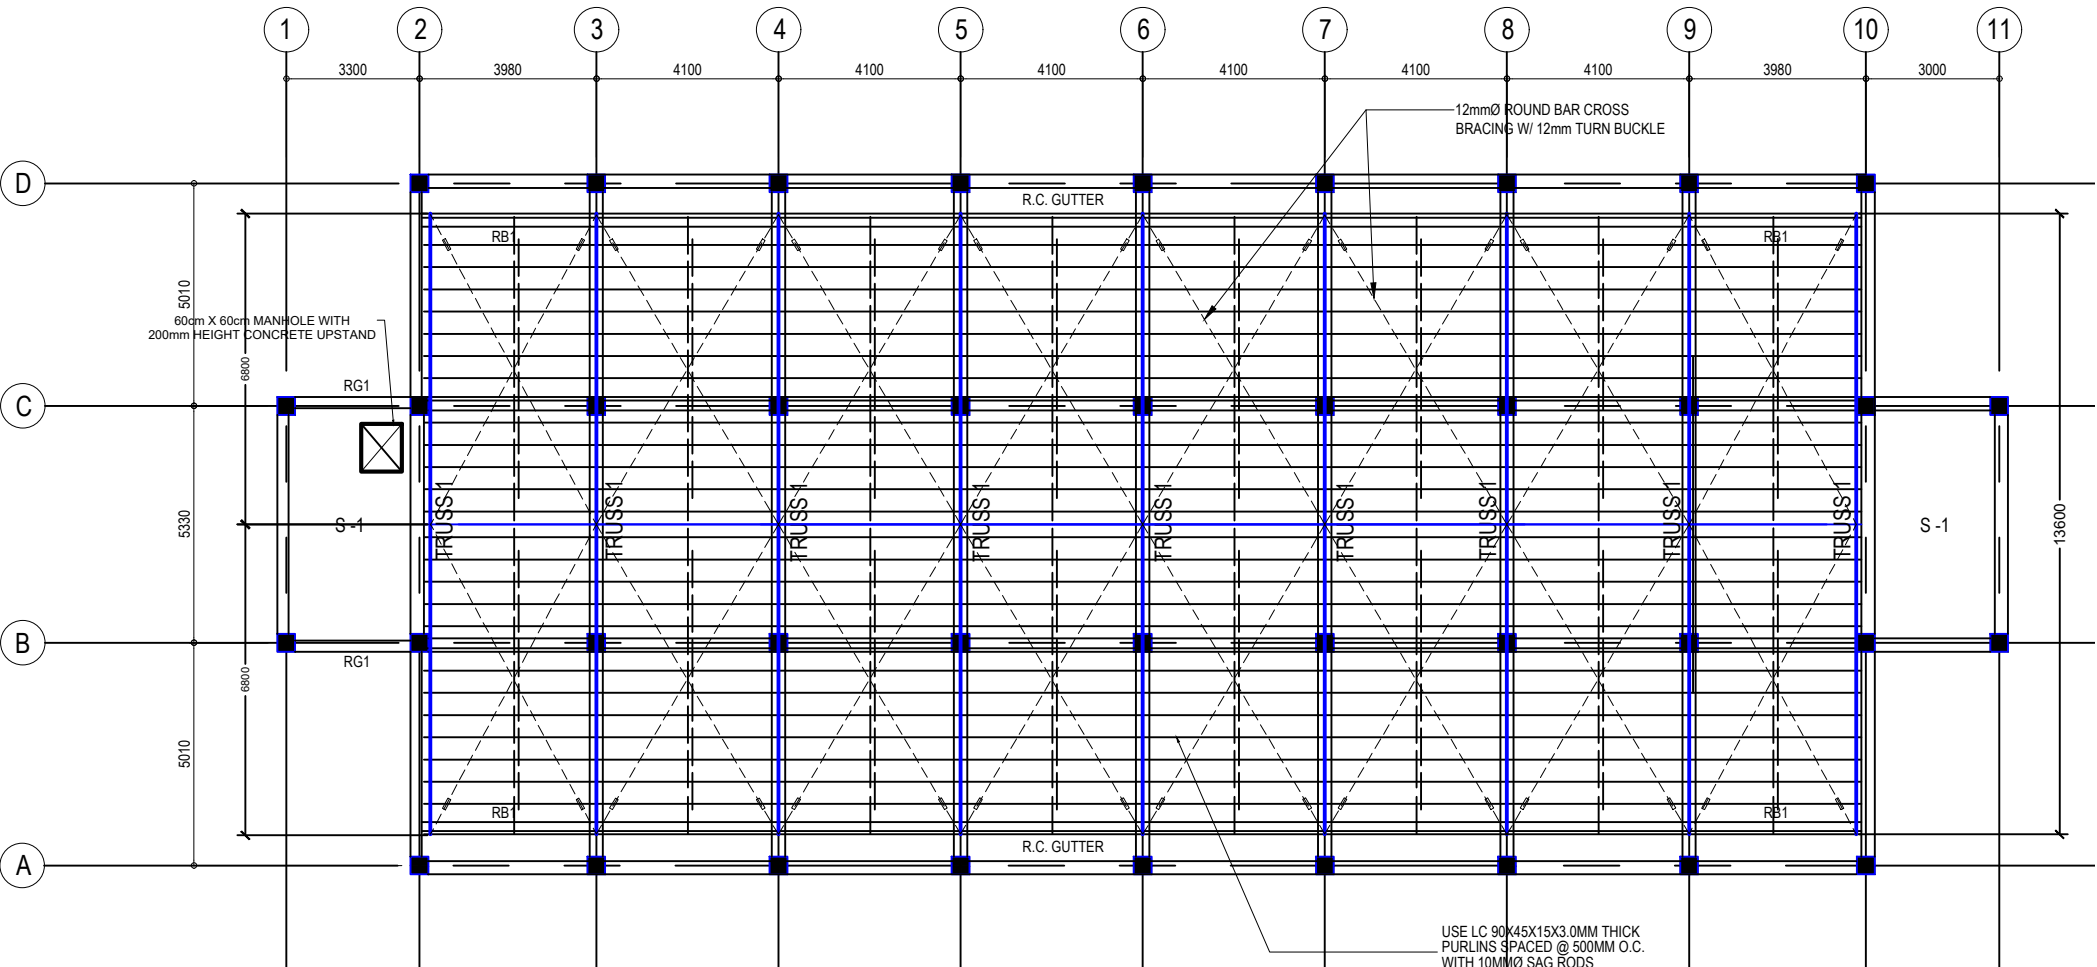 1 2 3 4 5 6 7 8 9 10 11
3300 3980 4100 4100 4100 4100 4100 4100 3980 3000
12mmØ ROUND BAR CROSS
BRACING W/ 12mm TURN BUCKLE
D
R.C. GUTTER
RB1 RB1
5010
60cm X 60cm MANHOLE WITH
200mm HEIGHT CONCRETE UPSTAND
6800
RG1
C
TRUSS 1 TRUSS 1 TRUSS 1 TRUSS 1 TRUSS 1 TRUSS 1 TRUSS 1 TRUSS 1 TRUSS 1
5330 S -1 S -1 13600
B
RG1
6800
5010
RB1 RB1
R.C. GUTTER
A
USE LC 90X45X15X3.0MM THICK
PURLINS SPACED @ 500MM O.C.
WITH 10MMØ SAG RODS